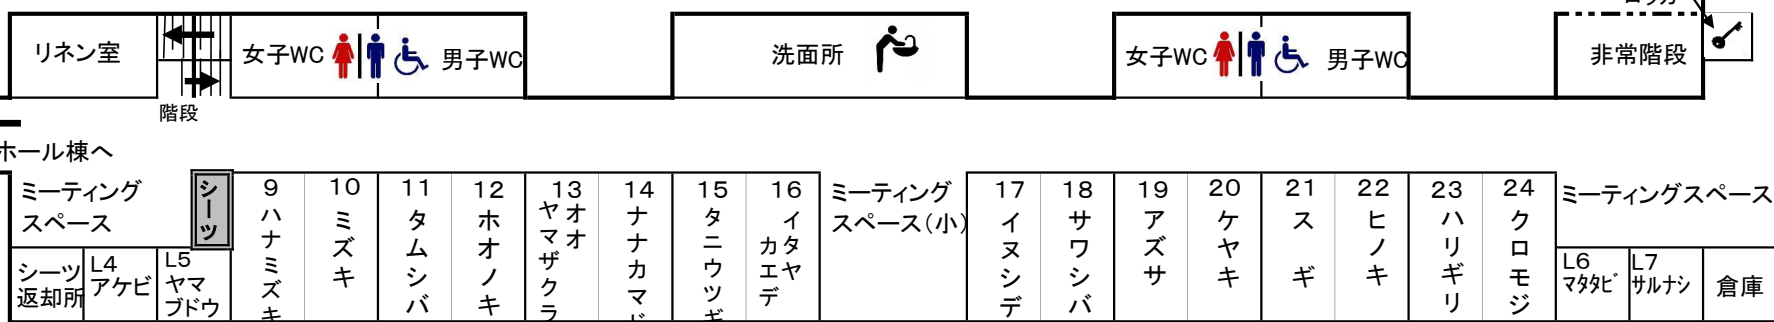 ロッカー
リネン室
女子WC
男子WC
洗面所
女子WC
男子WC
非常階段
階段
ホール棟へ
ミーティング
スペース
シーツ
9
ハナミズキ
10
ミズキ
11
タムシバ
12
ホオノキ
13
オオ
ヤマザクラ
14
ナナカマド
15
タニウツギ
16
イタヤ
カエデ
ミーティング
スペース(小)
17
イヌシデ
18
サワシバ
19
アズサ
20
ケヤキ
21
スギ
22
ヒノキ
23
ハリギリ
24
クロモジ
ミーティングスペース
シーツ
返却所
L4
アケビ
L5
ヤマ
ブドウ
L6
マタタビ
L7
サルナシ
倉庫